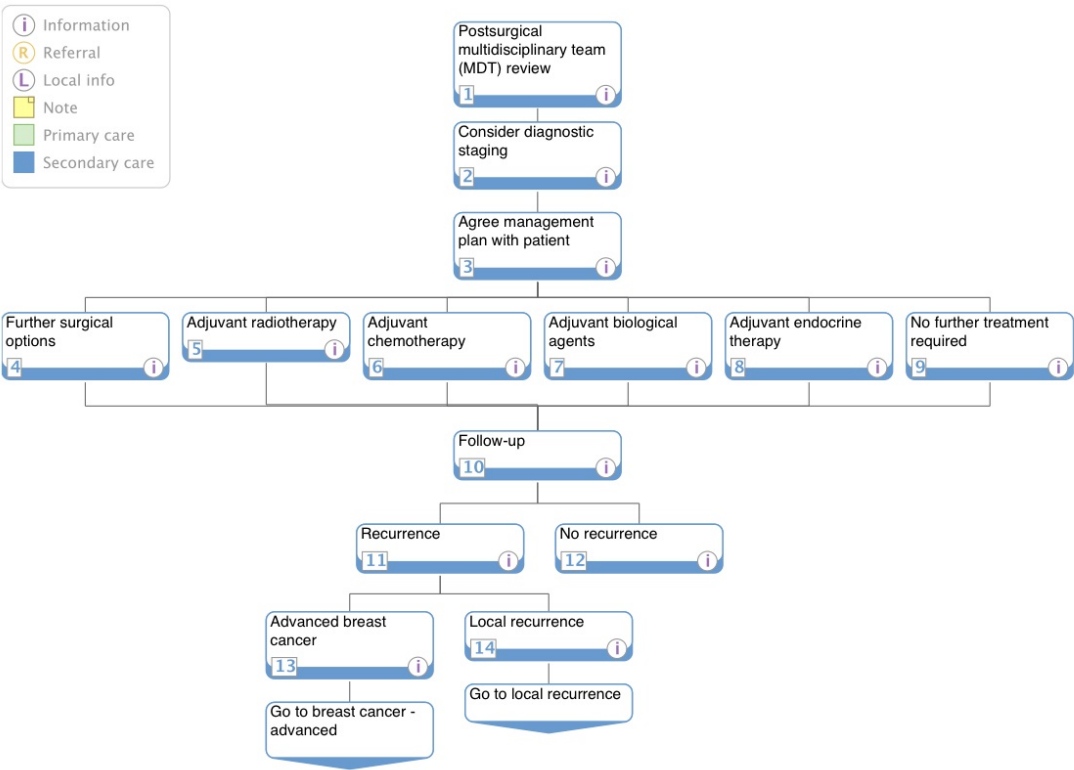 i Information
R Referral
L Local info
Note
Primary care
Secondary care
Postsurgical
multidisciplinary team
(MDT) review
1 i
Consider diagnostic
staging
2 i
Agree management
plan with patient
3 i
Further surgical
options
4 i
Adjuvant radiotherapy
5 i
Adjuvant
chemotherapy
6 i
Adjuvant biological
agents
7 i
Adjuvant endocrine
therapy
8 i
No further treatment
required
9 i
Follow-up
10 i
Recurrence
11 i
No recurrence
12 i
Advanced breast
cancer
13 i
Local recurrence
14 i
Go to breast cancer -
advanced
Go to local recurrence